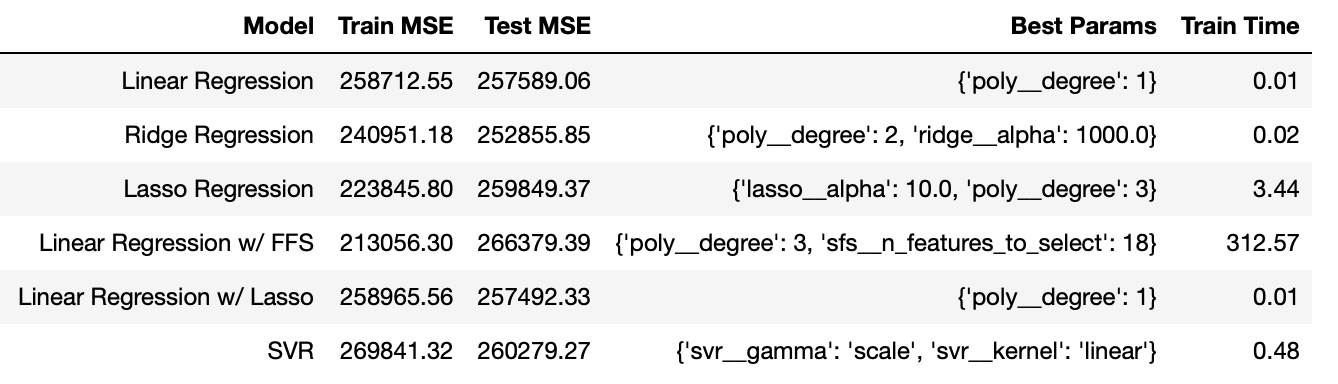 Model Train MSE Test MSE Best Params Train Time
Linear Regression 258712.55 257589.06 {'poly__degree': 1} 0.01
Ridge Regression 240951.18 252855.85 {'poly__degree': 2, 'ridge__alpha': 1000.0} 0.02
Lasso Regression 223845.80 259849.37 {'lasso__alpha': 10.0, 'poly__degree': 3} 3.44
Linear Regression w/ FFS 213056.30 266379.39 {'poly__degree': 3, 'sfs__n_features_to_select': 18} 312.57
Linear Regression w/ Lasso 258965.56 257492.33 {'poly__degree': 1} 0.01
SVR 269841.32 260279.27 {'svr__gamma': 'scale', 'svr__kernel': 'linear'} 0.48